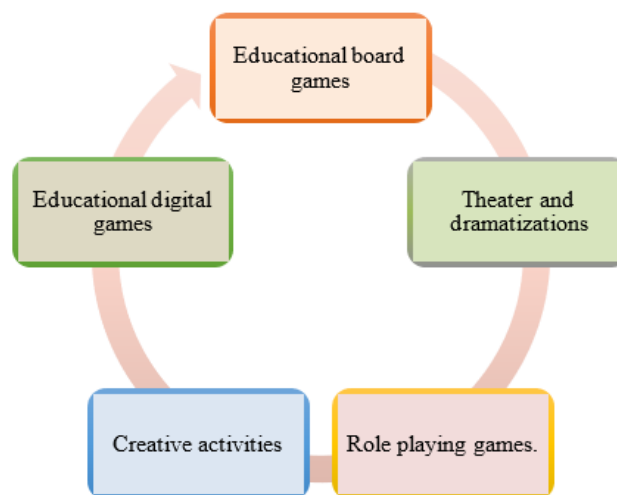 Educational board
games
Theater and
dramatizations
Role playing games.
Creative activities
Educational digital
games